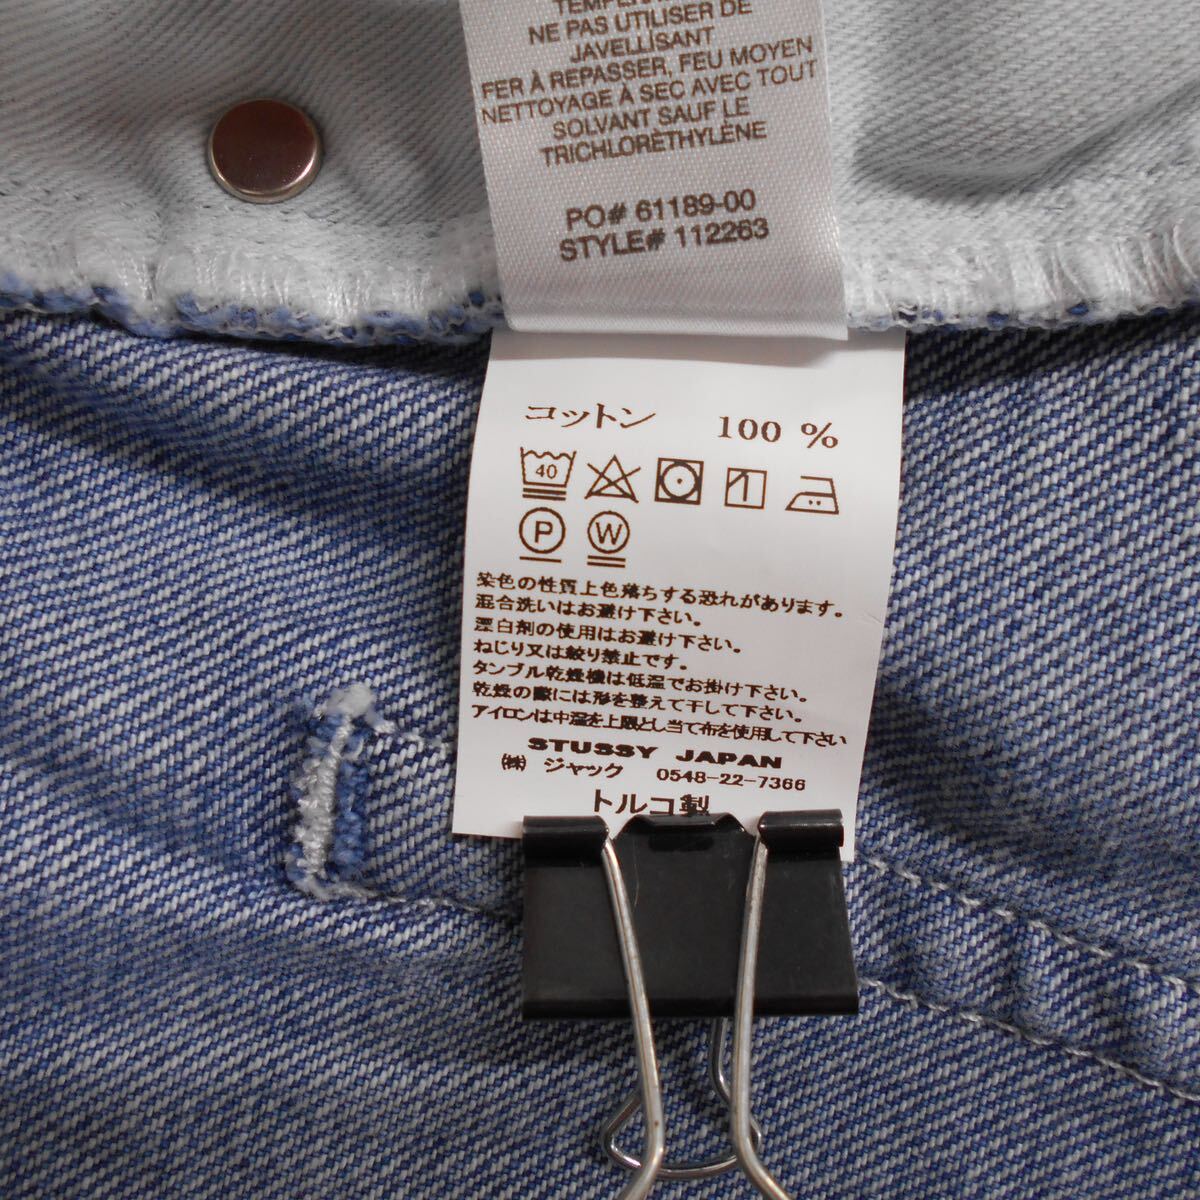 NE PAS UTILISER DE
JAVELLISANT
FER À REPASSER, FEU MOYEN
NETTOYAGE À SEC AVEC TOUT
SOLVANT SAUF LE
TRICHLORÈTHYLÈNE
PO# 61189-00
STYLE# 112263
コットン 100 %
40
P W
染色の性質上色落ちする恐れがあります。
混合洗いはお避け下さい。
漂白剤の使用はお避け下さい。
ねじり又は絞り禁止です。
タンブル乾燥機は低温でお掛け下さい。
乾燥の際には形を整えて干して下さい。
アイロンは中温を上限とし当て布を使用して下さい
STUSSY JAPAN
㈱ ジャック 0548-22-7366
トルコ製